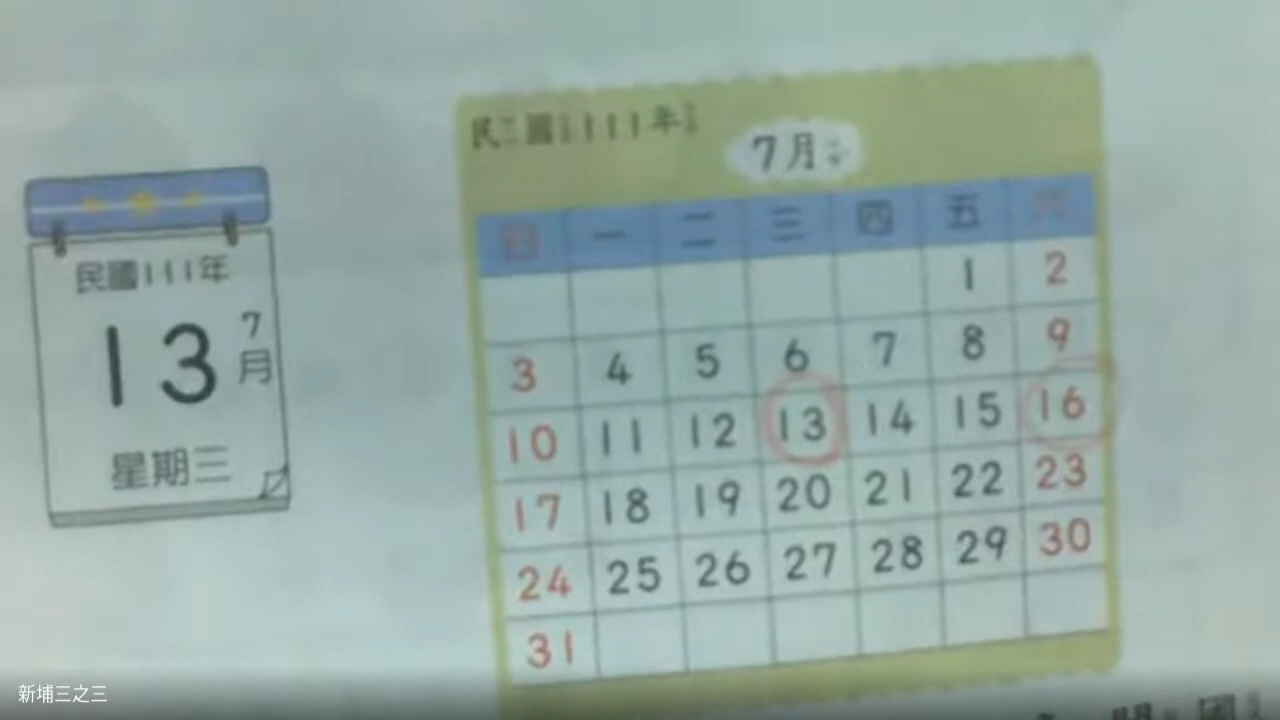 民國111年
7月
13
星期三
民國111年
7月
日 一 二 三 四 五 六
1 2
3 4 5 6 7 8 9
10 11 12 13 14 15 16
17 18 19 20 21 22 23
24 25 26 27 28 29 30
31
新埔三之三